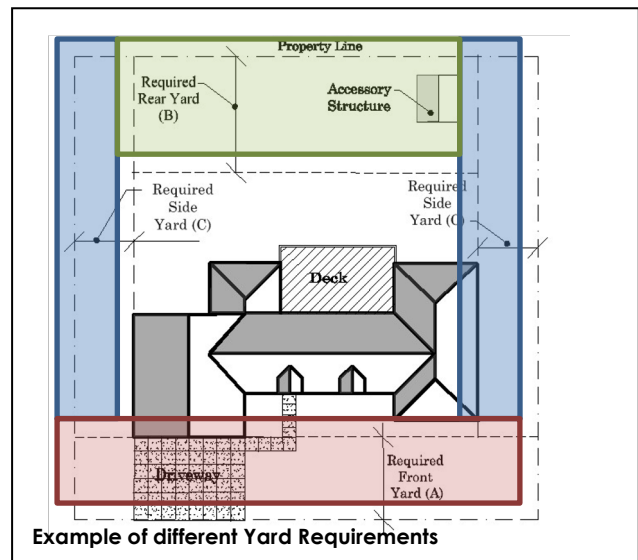 Property Line
Required
Rear Yard
(B)
Accessory
Structure
Required
Side
Yard (C)
Required
Side
Yard (C)
Deck
Driveway
Required
Front
Yard (A)
Example of different Yard Requirements